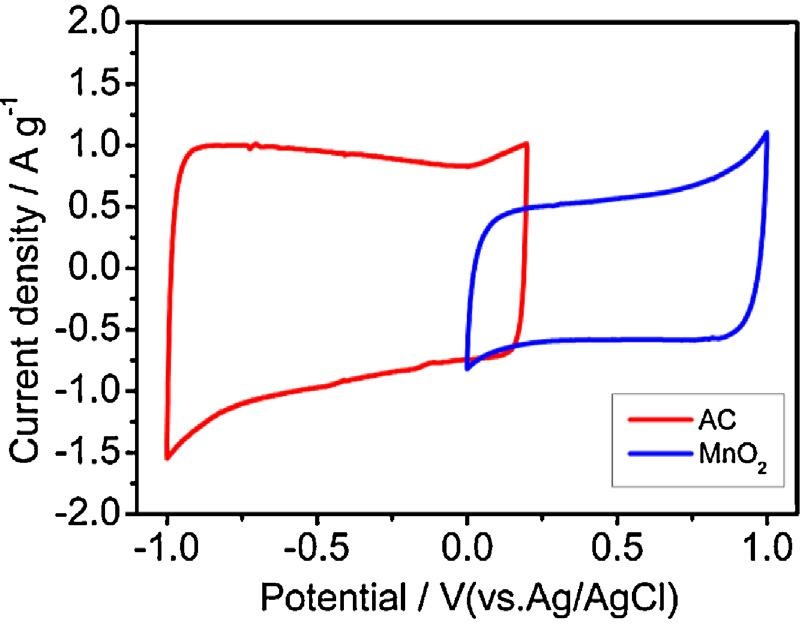 Current density / A g⁻¹
2.0
1.5
1.0
0.5
0.0
-0.5
-1.0
-1.5
-2.0
AC
MnO₂
-1.0 -0.5 0.0 0.5 1.0
Potential / V(vs.Ag/AgCl)